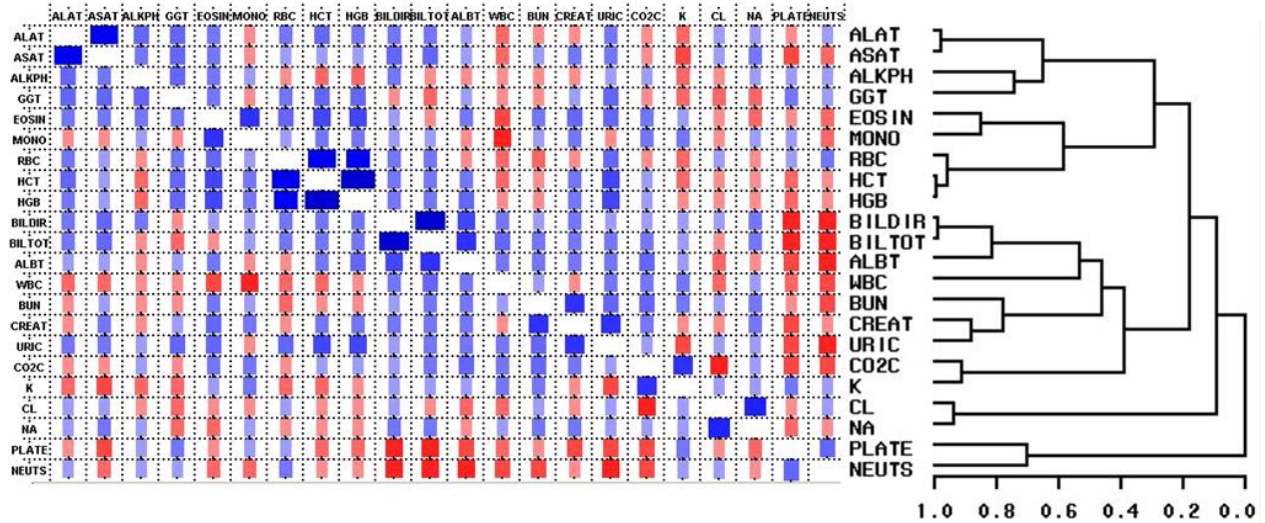 ALAT ASAT ALKPH GGT EOSIN MONO RBC HCT HGB BILDIR BILTOT ALBT WBC BUN CREAT URIC CO2C K CL NA PLATE NEUTS
ALAT ALAT
ASAT ASAT
ALKPH ALKPH
GGT GGT
EOSIN EOSIN
MONO MONO
RBC RBC
HCT HCT
HGB HGB
BILDIR BILDIR
BILTOT BILTOT
ALBT ALBT
WBC WBC
BUN BUN
CREAT CREAT
URIC URIC
CO2C CO2C
K K
CL CL
NA NA
PLATE PLATE
NEUTS NEUTS
1.0 0.8 0.6 0.4 0.2 0.0